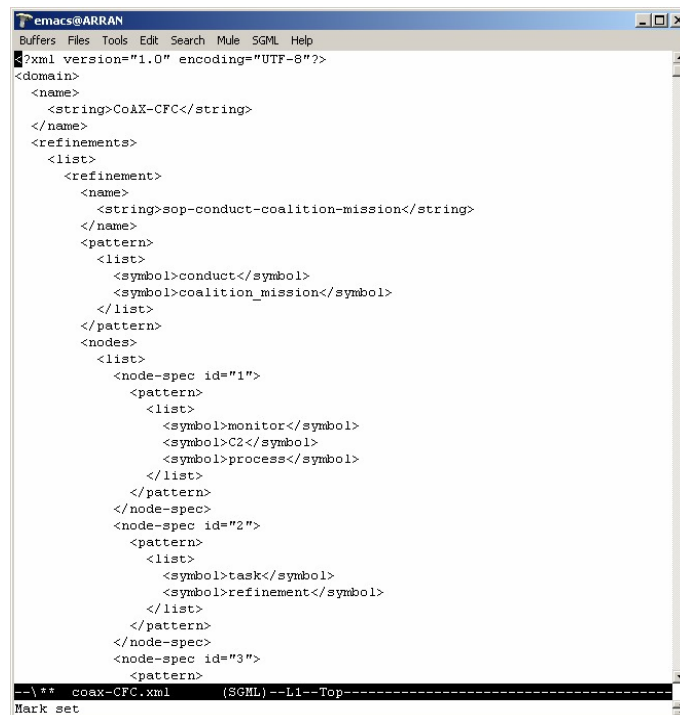 emacs@ARRAN
Buffers Files Tools Edit Search Mule SGML Help
<?xml version="1.0" encoding="UTF-8"?>
<domain>
  <name>
    <string>CoAX-CFC</string>
  </name>
  <refinements>
    <list>
      <refinement>
        <name>
          <string>sop-conduct-coalition-mission</string>
        </name>
        <pattern>
          <list>
            <symbol>conduct</symbol>
            <symbol>coalition_mission</symbol>
          </list>
        </pattern>
        <nodes>
          <list>
            <node-spec id="1">
              <pattern>
                <list>
                  <symbol>monitor</symbol>
                  <symbol>C2</symbol>
                  <symbol>process</symbol>
                </list>
              </pattern>
            </node-spec>
            <node-spec id="2">
              <pattern>
                <list>
                  <symbol>task</symbol>
                  <symbol>refinement</symbol>
                </list>
              </pattern>
            </node-spec>
            <node-spec id="3">
              <pattern>
--\**  coax-CFC.xml      (SGML)--L1--Top----------------------------------------
Mark set